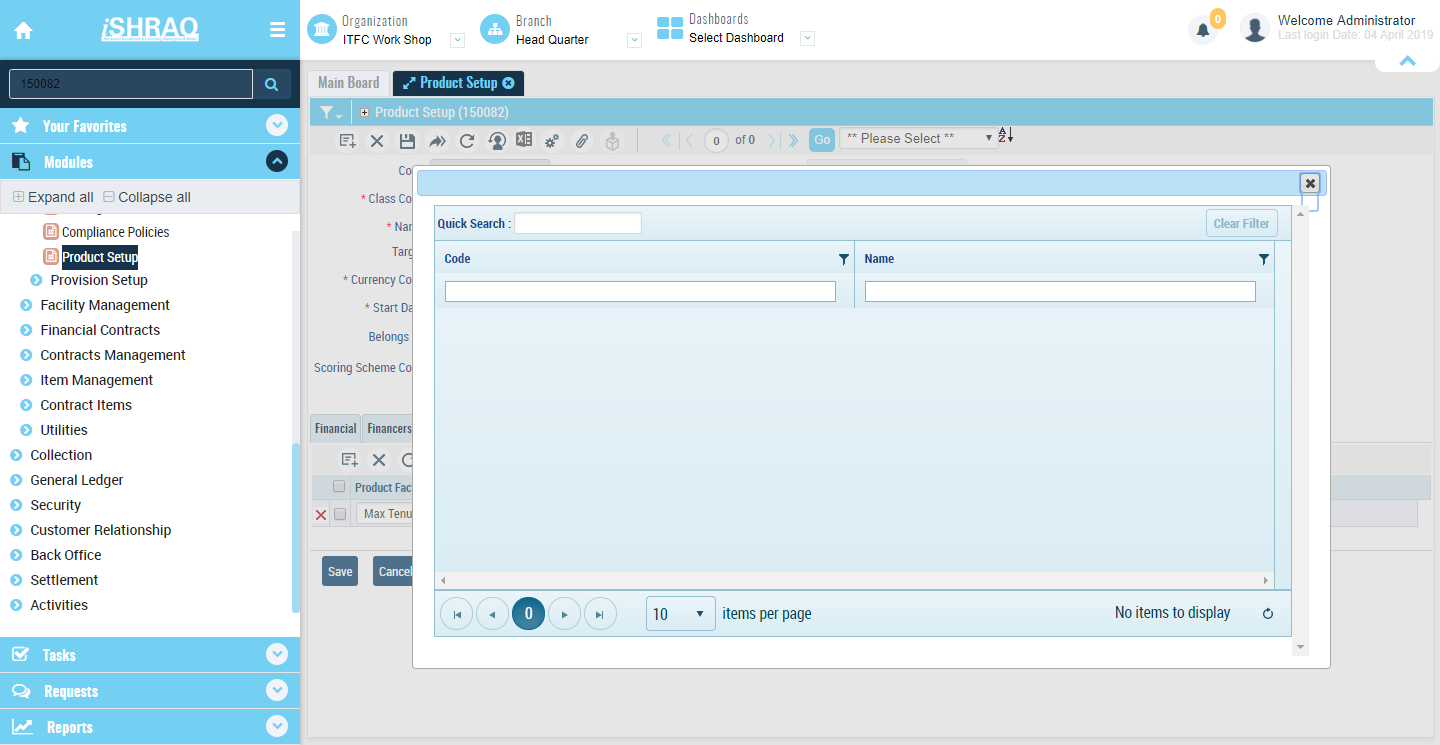 iSHRAQ
Organization
ITFC Work Shop
Branch
Head Quarter
Dashboards
Select Dashboard
0
Welcome Administrator
Last login Date: 04 April 2019
150082
Main Board
Product Setup
Your Favorites
Product Setup (150082)
Modules
0 of 0
Go
** Please Select **
Expand all
Collapse all
Compliance Policies
Product Setup
Provision Setup
Facility Management
Financial Contracts
Contracts Management
Item Management
Contract Items
Utilities
Collection
General Ledger
Security
Customer Relationship
Back Office
Settlement
Activities
Tasks
Requests
Reports
Co
* Class Co
* Nar
Targ
* Currency Co
* Start Da
Belongs
Scoring Scheme Co
Financial
Financers
Product Fac
Max Tenu
Save
Cancel
Quick Search :
Clear Filter
Code
Name
0
10
items per page
No items to display